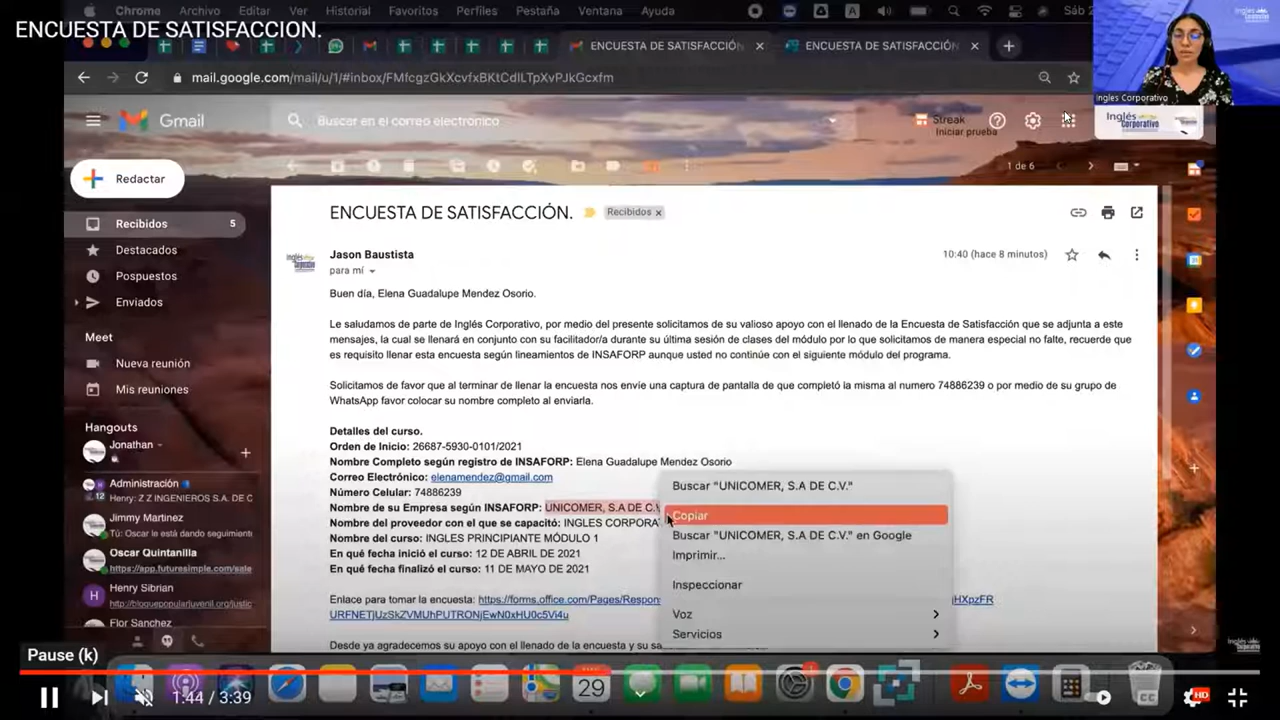 Chrome Archivo Editar Ver Historial Favoritos Perfiles Pestaña Ventana Ayuda Sáb 2
ENCUESTA DE SATISFACCION.
ENCUESTA DE SATISFACCIÓN
ENCUESTA DE SATISFACCIÓN
mail.google.com/mail/u/1/#inbox/FMfcgzGkXcvfxBKtCdlLTpXvPJkGcxfm
Ingles Corporativo
Gmail
Buscar en el correo electrónico
Streak
Iniciar prueba
Inglés
Corporativo
Redactar
1 de 6
Recibidos 5
Destacados
Pospuestos
Enviados
Meet
Nueva reunión
Mis reuniones
Hangouts
Jonathan
Administración
12 Henry: Z Z INGENIEROS S.A. DE C
Jimmy Martinez
Tú: Oscar le está dando seguimient
Oscar Quintanilla
https://app.futuresimple.com/sale
H Henry Sibrian
http://bloquepopularjuvenil.org/justic
Flor Sanchez
ENCUESTA DE SATISFACCIÓN. Recibidos x
Jason Baustista 10:40 (hace 8 minutos)
para mí
Buen día, Elena Guadalupe Mendez Osorio.
Le saludamos de parte de Inglés Corporativo, por medio del presente solicitamos de su valioso apoyo con el llenado de la Encuesta de Satisfacción que se adjunta a este
mensajes, la cual se llenará en conjunto con su facilitador/a durante su última sesión de clases del módulo por lo que solicitamos de manera especial no falte, recuerde que
es requisito llenar esta encuesta según lineamientos de INSAFORP aunque usted no continúe con el siguiente módulo del programa.
Solicitamos de favor que al terminar de llenar la encuesta nos envíe una captura de pantalla de que completó la misma al numero 74886239 o por medio de su grupo de
WhatsApp favor colocar su nombre completo al enviarla.
Detalles del curso.
Orden de Inicio: 26687-5930-0101/2021
Nombre Completo según registro de INSAFORP: Elena Guadalupe Mendez Osorio
Correo Electrónico: elenamendez@gmail.com
Número Celular: 74886239
Nombre de su Empresa según INSAFORP: UNICOMER, S.A DE C.V
Nombre del proveedor con el que se capacitó: INGLES CORPORAT
Nombre del curso: INGLES PRINCIPIANTE MÓDULO 1
En qué fecha inició el curso: 12 DE ABRIL DE 2021
En qué fecha finalizó el curso: 11 DE MAYO DE 2021
Enlace para tomar la encuesta: https://forms.office.com/Pages/Respon HXpzFR
URFNETjUzSkZVMUhPUTRONjEwN0xHU0c5Vi4u
Desde ya agradecemos su apoyo con el llenado de la encuesta y su sa
Buscar "UNICOMER, S.A DE C.V."
Copiar
Buscar "UNICOMER, S.A DE C.V." en Google
Imprimir...
Inspeccionar
Voz
Servicios
Pause (k)
29
1:44 / 3:39
HD